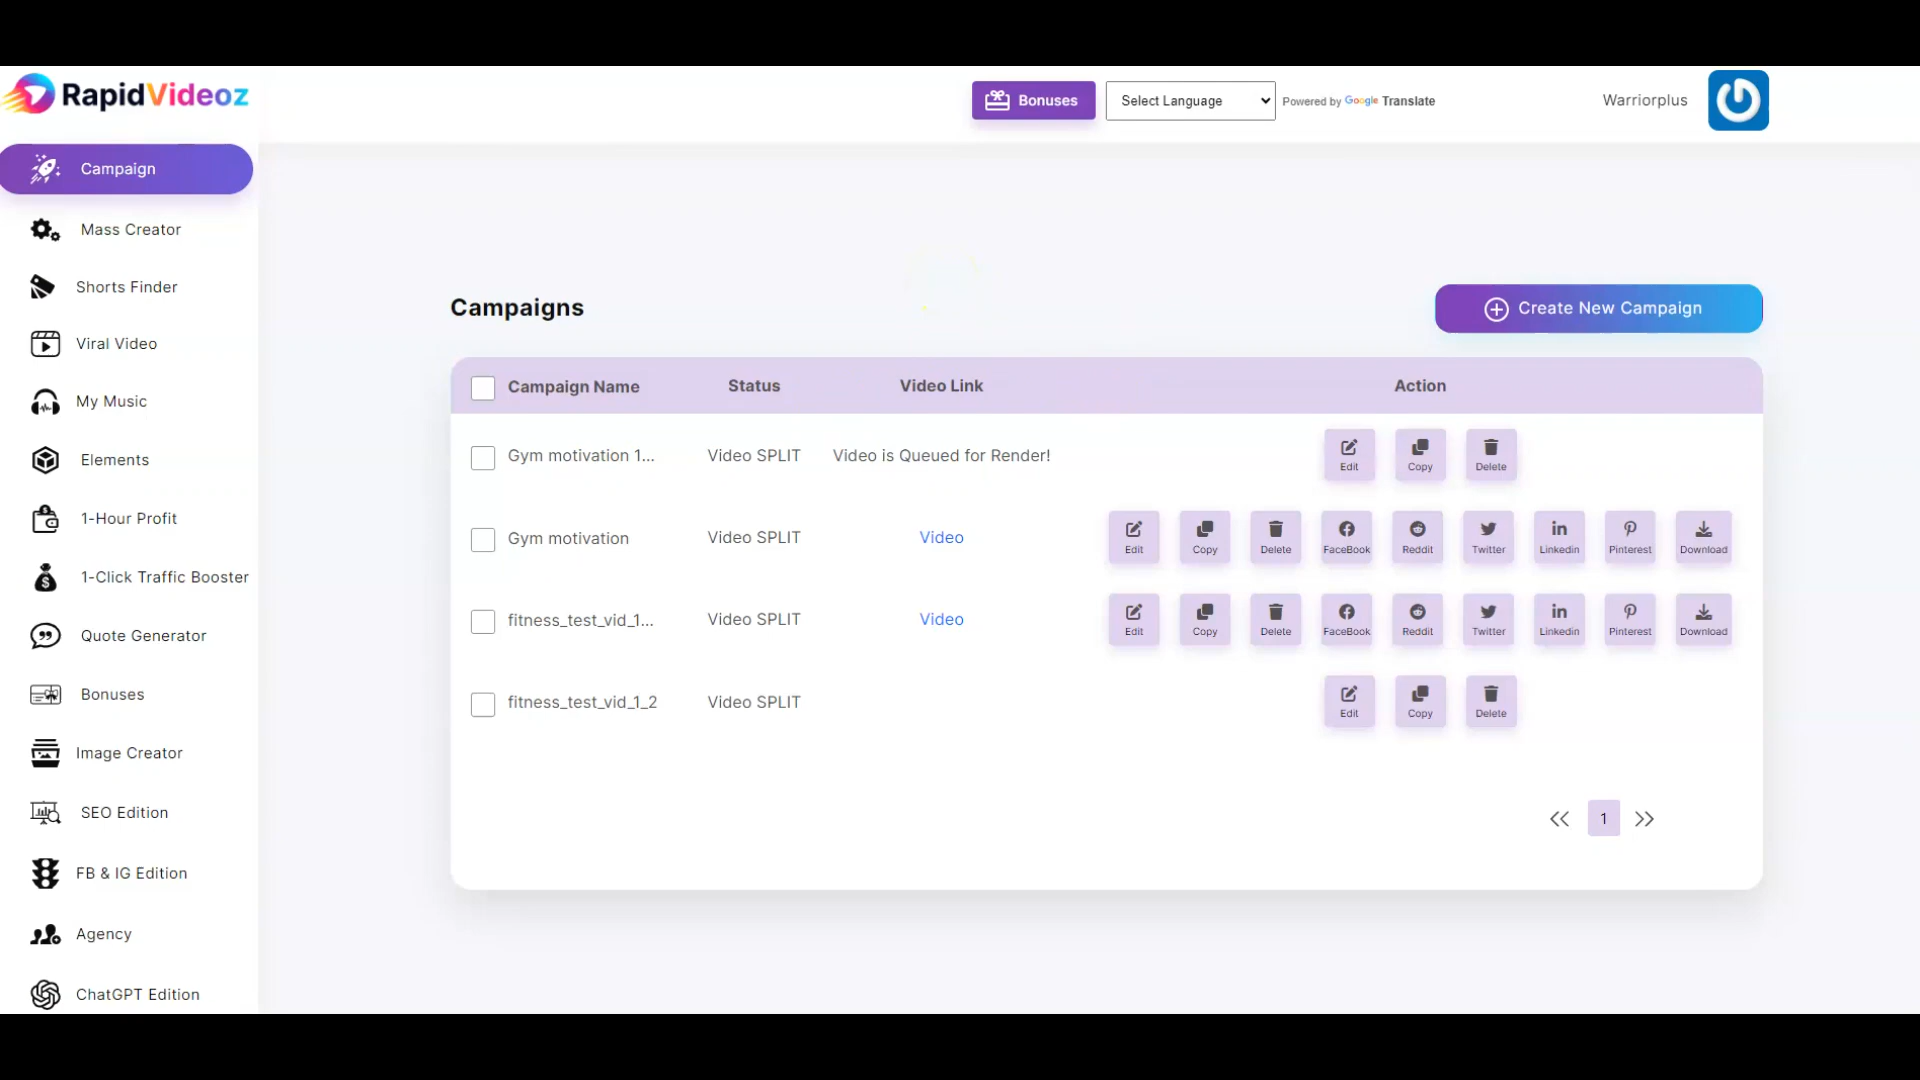 RapidVideoz
Bonuses
Select Language
Powered by Google Translate
Warriorplus
Campaign
Mass Creator
Shorts Finder
Viral Video
My Music
Elements
1-Hour Profit
1-Click Traffic Booster
Quote Generator
Bonuses
Image Creator
SEO Edition
FB & IG Edition
Agency
ChatGPT Edition
Campaigns
Create New Campaign
Campaign Name Status Video Link Action
Gym motivation 1... Video SPLIT Video is Queued for Render!
Edit Copy Delete
Gym motivation Video SPLIT Video
Edit Copy Delete FaceBook Reddit Twitter Linkedin Pinterest Download
fitness_test_vid_1... Video SPLIT Video
Edit Copy Delete FaceBook Reddit Twitter Linkedin Pinterest Download
fitness_test_vid_1_2 Video SPLIT
Edit Copy Delete
1